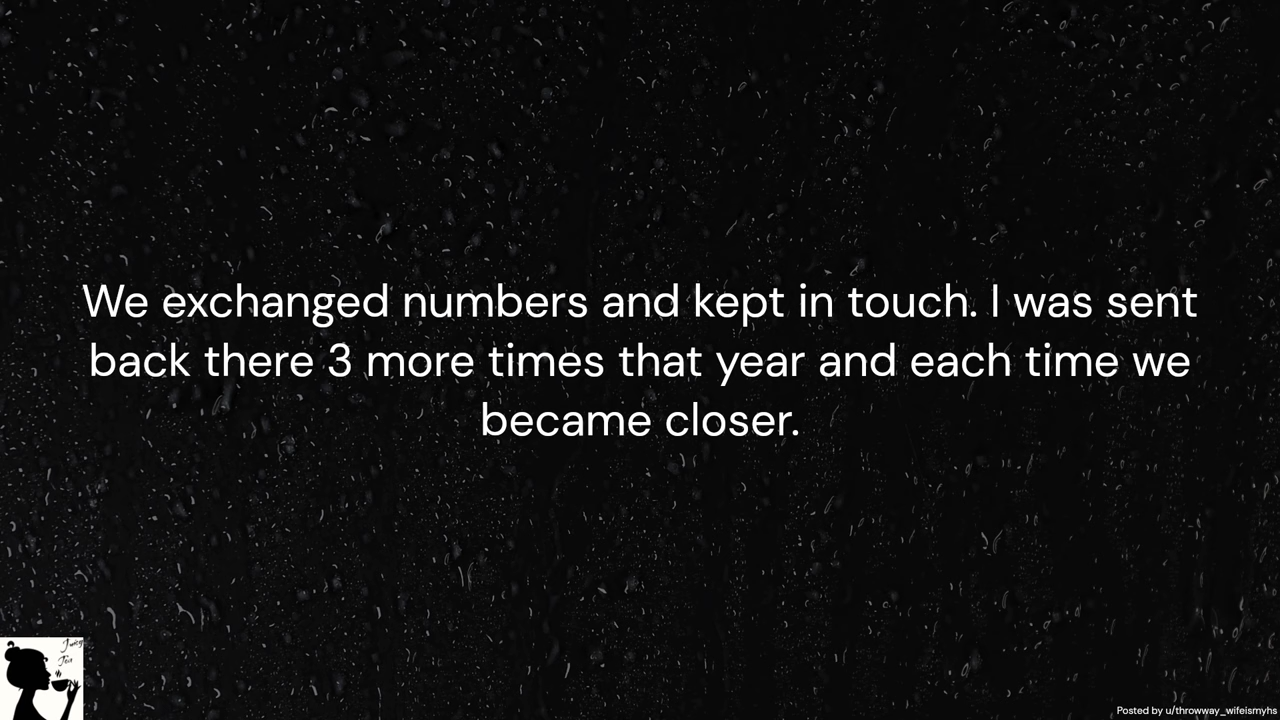 We exchanged numbers and kept in touch. I was sent
back there 3 more times that year and each time we
became closer.
Tea
Posted by u/throwway_wifeismyhs